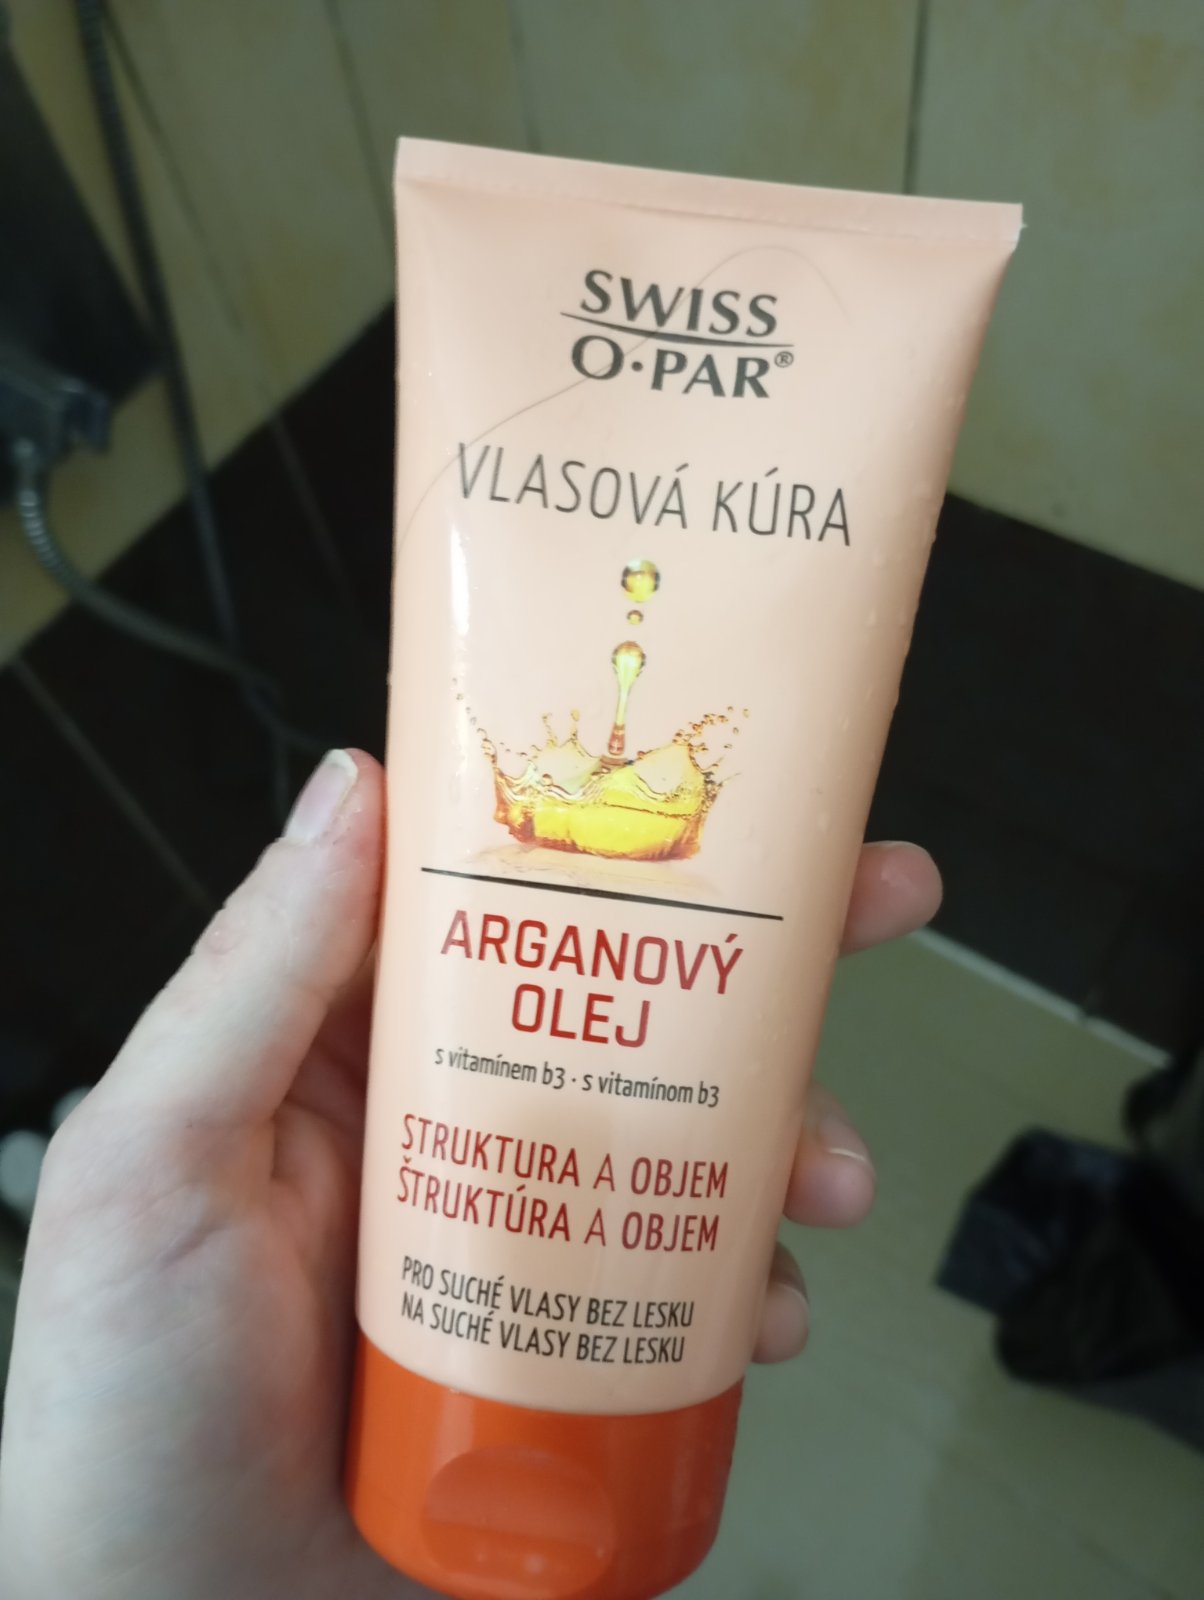 SWISS
O·PAR®
VLASOVÁ KÚRA
ARGANOVÝ
OLEJ
s vitamínem b3 · s vitamínom b3
STRUKTURA A OBJEM
ŠTRUKTÚRA A OBJEM
PRO SUCHÉ VLASY BEZ LESKU
NA SUCHÉ VLASY BEZ LESKU